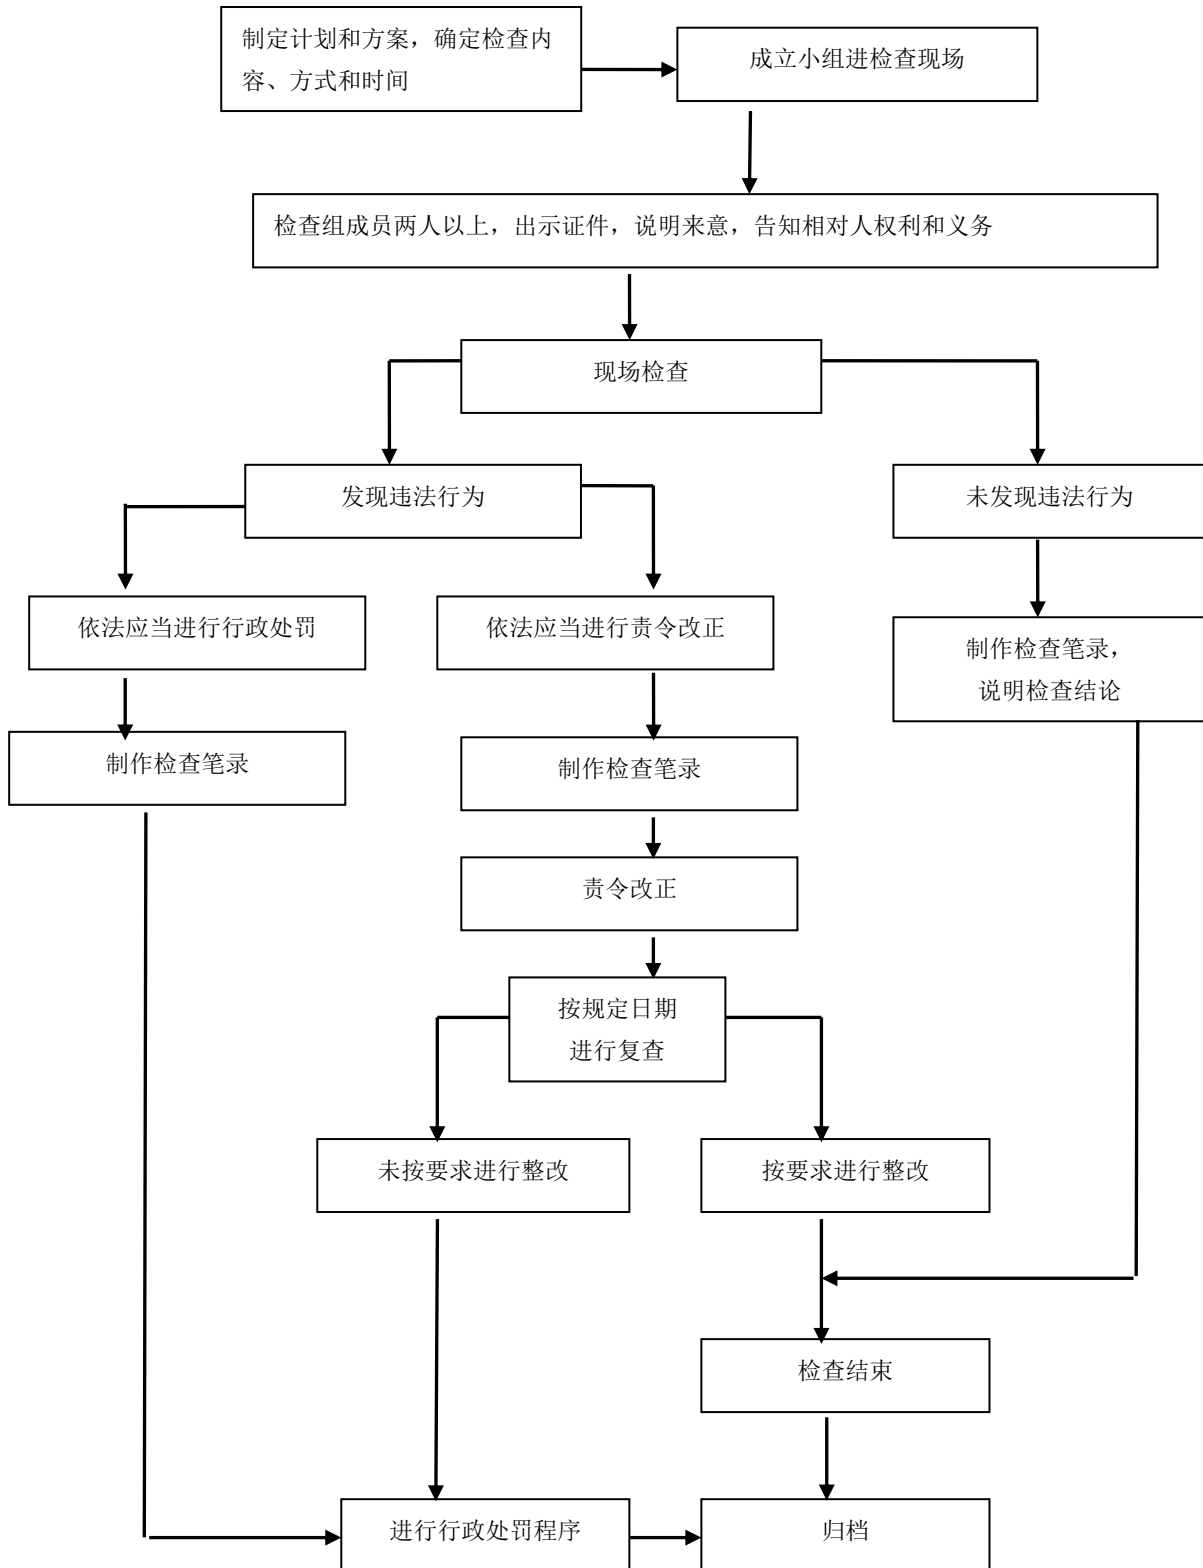 制定计划和方案，确定检查内
容、方式和时间
成立小组进检查现场
检查组成员两人以上，出示证件，说明来意，告知相对人权利和义务
现场检查
发现违法行为
未发现违法行为
依法应当进行行政处罚
依法应当进行责令改正
制作检查笔录，
说明检查结论
制作检查笔录
制作检查笔录
责令改正
按规定日期
进行复查
未按要求进行整改
按要求进行整改
检查结束
进行行政处罚程序
归档